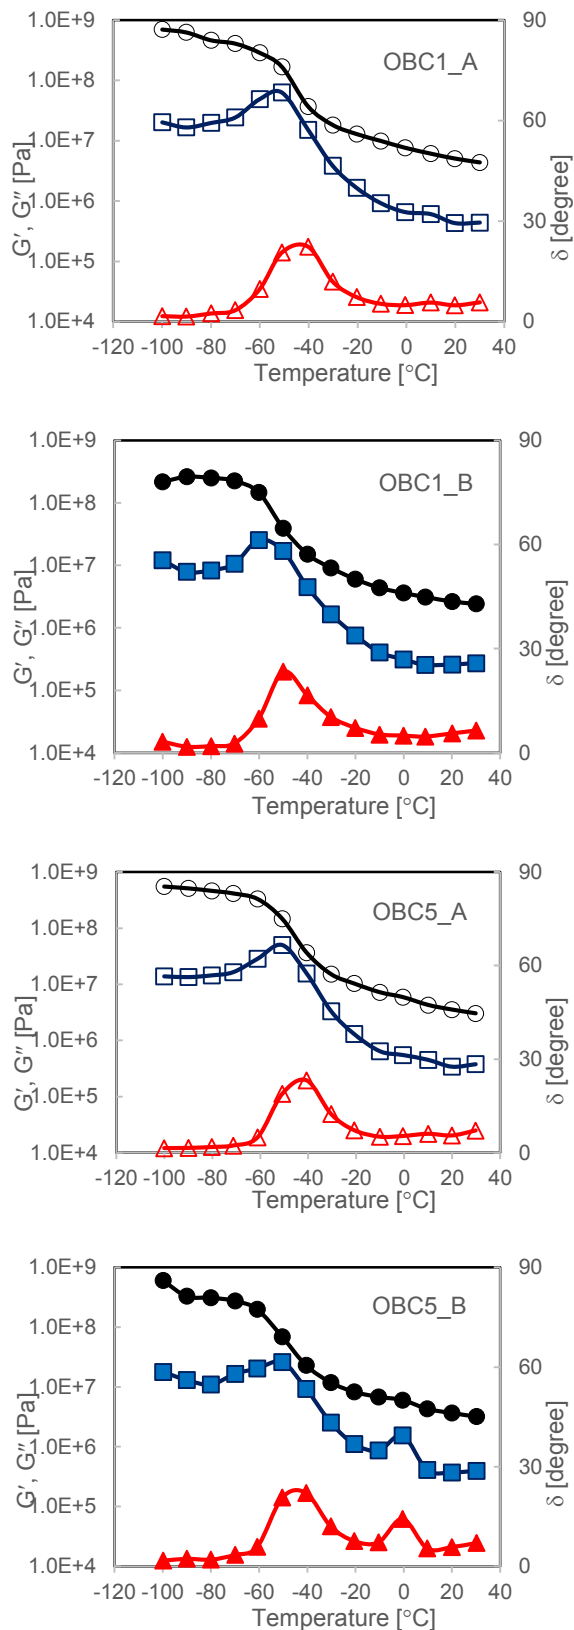 1.0E+9
1.0E+8
1.0E+7
1.0E+6
1.0E+5
1.0E+4
G′, G″ [Pa]
OBC1_A
90
60
30
0
δ [degree]
-120 -100 -80 -60 -40 -20 0 20 40
Temperature [°C]
1.0E+9
1.0E+8
1.0E+7
1.0E+6
1.0E+5
1.0E+4
G′, G″ [Pa]
OBC1_B
90
60
30
0
δ [degree]
-120 -100 -80 -60 -40 -20 0 20 40
Temperature [°C]
1.0E+9
1.0E+8
1.0E+7
1.0E+6
1.0E+5
1.0E+4
G′, G″ [Pa]
OBC5_A
90
60
30
0
δ [degree]
-120 -100 -80 -60 -40 -20 0 20 40
Temperature [°C]
1.0E+9
1.0E+8
1.0E+7
1.0E+6
1.0E+5
1.0E+4
G′, G″ [Pa]
OBC5_B
90
60
30
0
δ [degree]
-120 -100 -80 -60 -40 -20 0 20 40
Temperature [°C]